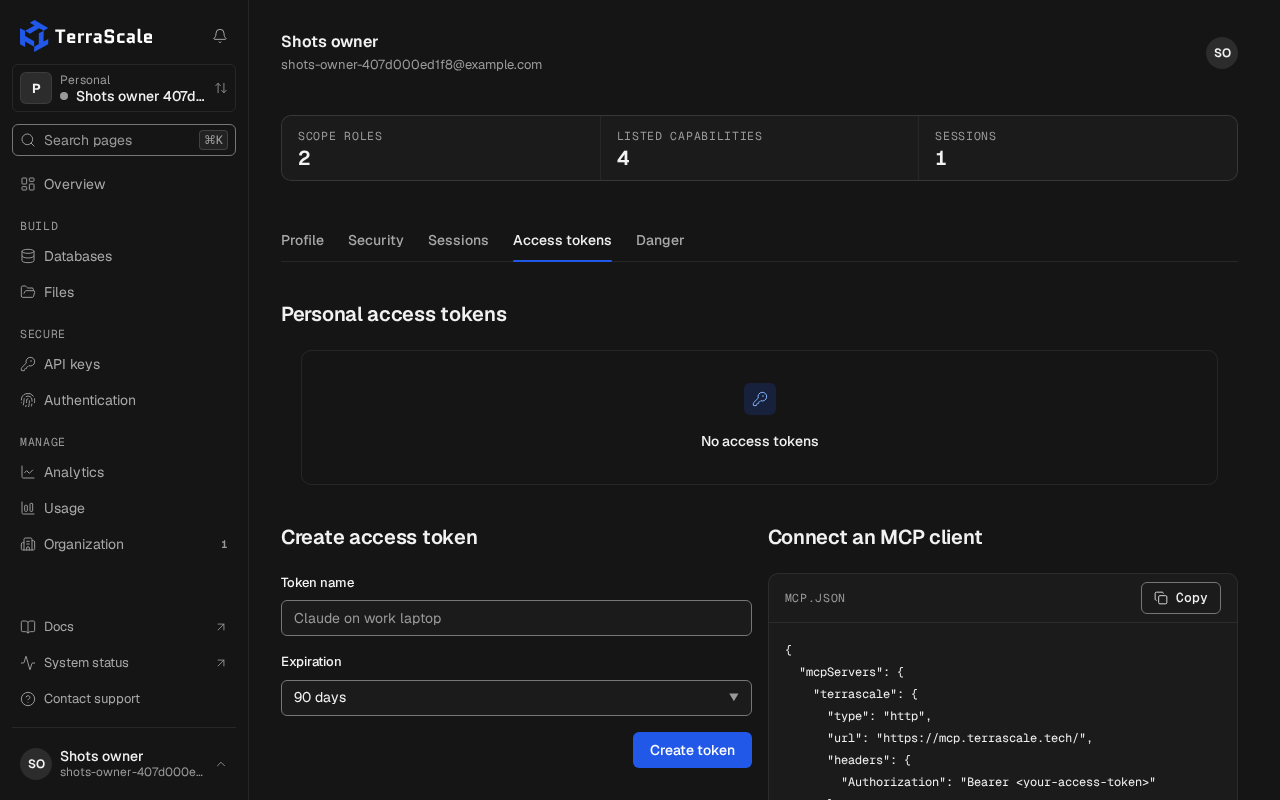 TerraScale
P
Personal
Shots owner 407d…
Search pages
⌘K
Overview
BUILD
Databases
Files
SECURE
API keys
Authentication
MANAGE
Analytics
Usage
Organization
1
Docs
System status
Contact support
SO
Shots owner
shots-owner-407d000e…
Shots owner
shots-owner-407d000ed1f8@example.com
SO
SCOPE ROLES
2
LISTED CAPABILITIES
4
SESSIONS
1
Profile
Security
Sessions
Access tokens
Danger
Personal access tokens
No access tokens
Create access token
Token name
Claude on work laptop
Expiration
90 days
Create token
Connect an MCP client
MCP.JSON
Copy
{
"mcpServers": {
"terrascale": {
"type": "http",
"url": "https://mcp.terrascale.tech/",
"headers": {
"Authorization": "Bearer <your-access-token>"